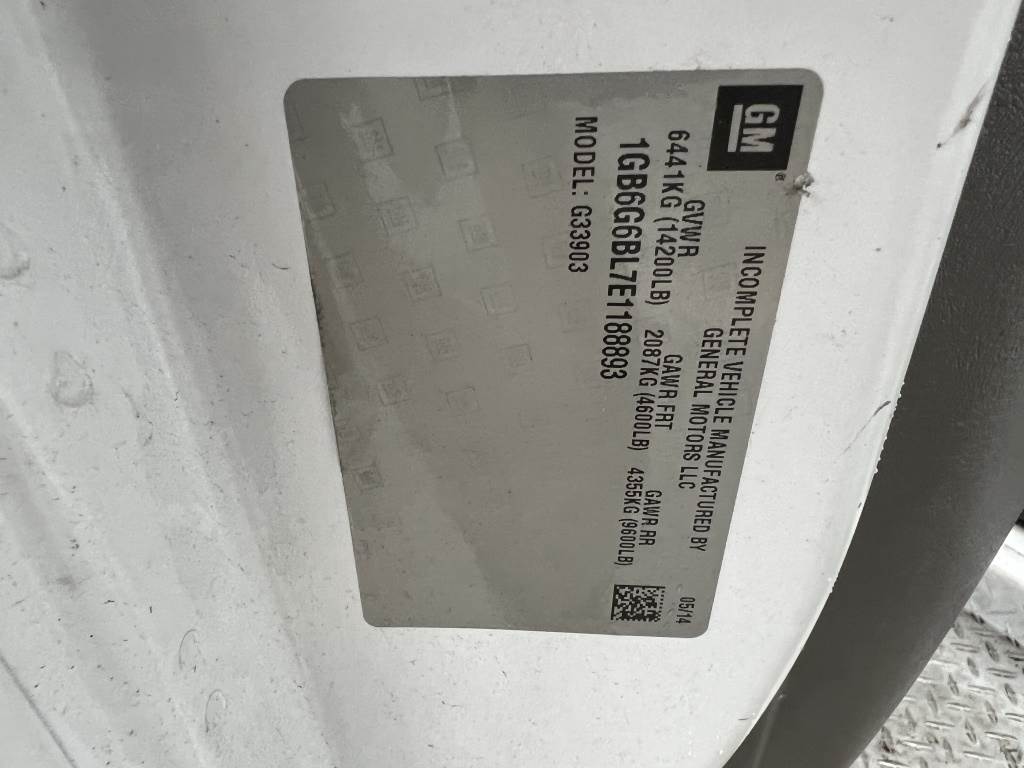 GM
INCOMPLETE VEHICLE MANUFACTURED BY
GENERAL MOTORS LLC
05/14
GVWR GAWR FRT GAWR RR
6441KG (14200LB) 2087KG (4600LB) 4355KG (9600LB)
1GB6G6BL7E1188893
MODEL: G33903